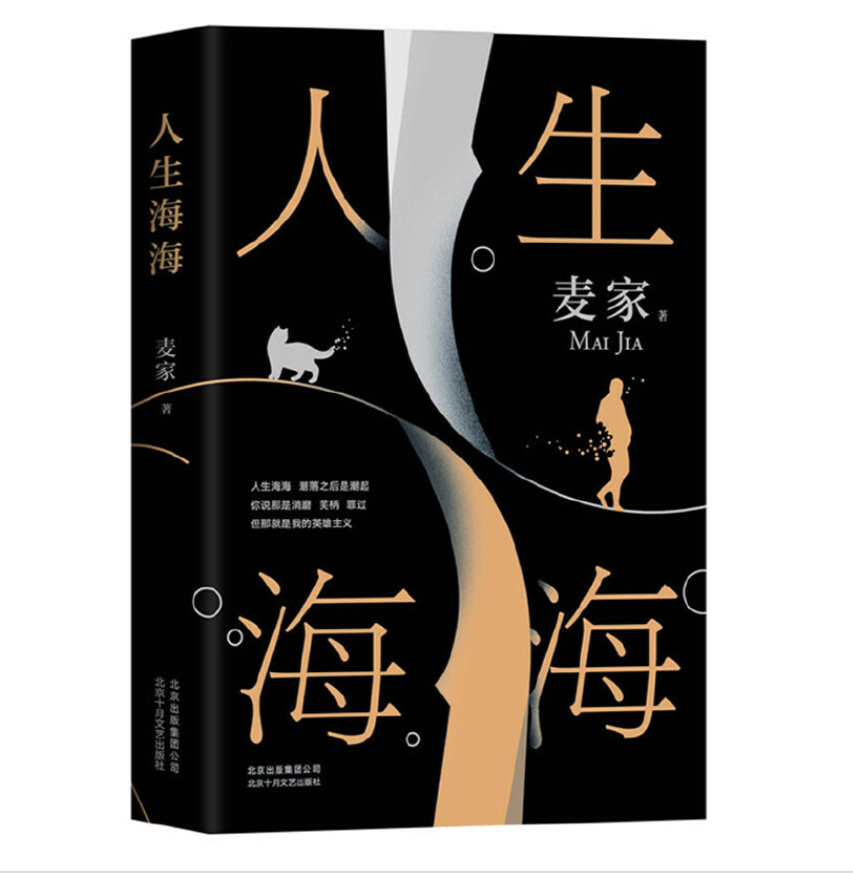 人生海海
麦家
著
北京出版集团公司
北京十月文艺出版社
人生
麦家 著
MAI JIA
人生海海 潮落之后是潮起
你说那是消磨 笑柄 罪过
但那就是我的英雄主义
海海
北京出版集团公司
北京十月文艺出版社